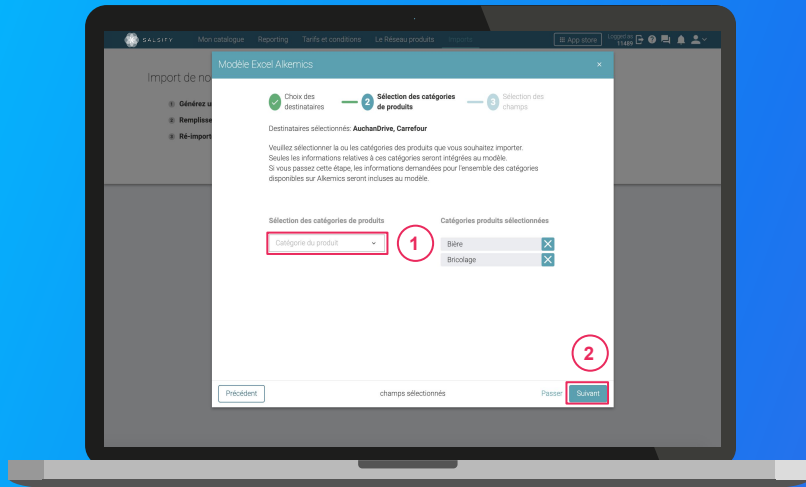 SALSIFY
Mon catalogue
Reporting
Tarifs et conditions
Le Réseau produits
Imports
App store
Logged as
11489
Import de no
Générez u
Remplisse
Ré-import
Modèle Excel Alkemics
×
Choix des
destinataires
2
Sélection des catégories
de produits
3
Sélection des
champs
Destinataires sélectionnés: AuchanDrive, Carrefour
Veuillez sélectionner la ou les catégories des produits que vous souhaitez importer.
Seules les informations relatives à ces catégories seront intégrées au modèle.
Si vous passez cette étape, les informations demandées pour l'ensemble des catégories
disponibles sur Alkemics seront incluses au modèle.
Sélection des catégories de produits
Catégorie du produit
1
Catégories produits sélectionnées
Bière
Bricolage
2
Précédent
champs sélectionnés
Passer
Suivant